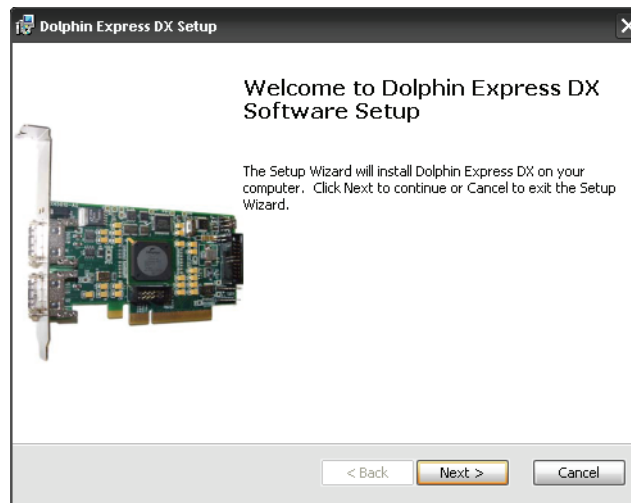 Dolphin Express DX Setup
Welcome to Dolphin Express DX
Software Setup
The Setup Wizard will install Dolphin Express DX on your
computer. Click Next to continue or Cancel to exit the Setup
Wizard.
< Back
Next >
Cancel